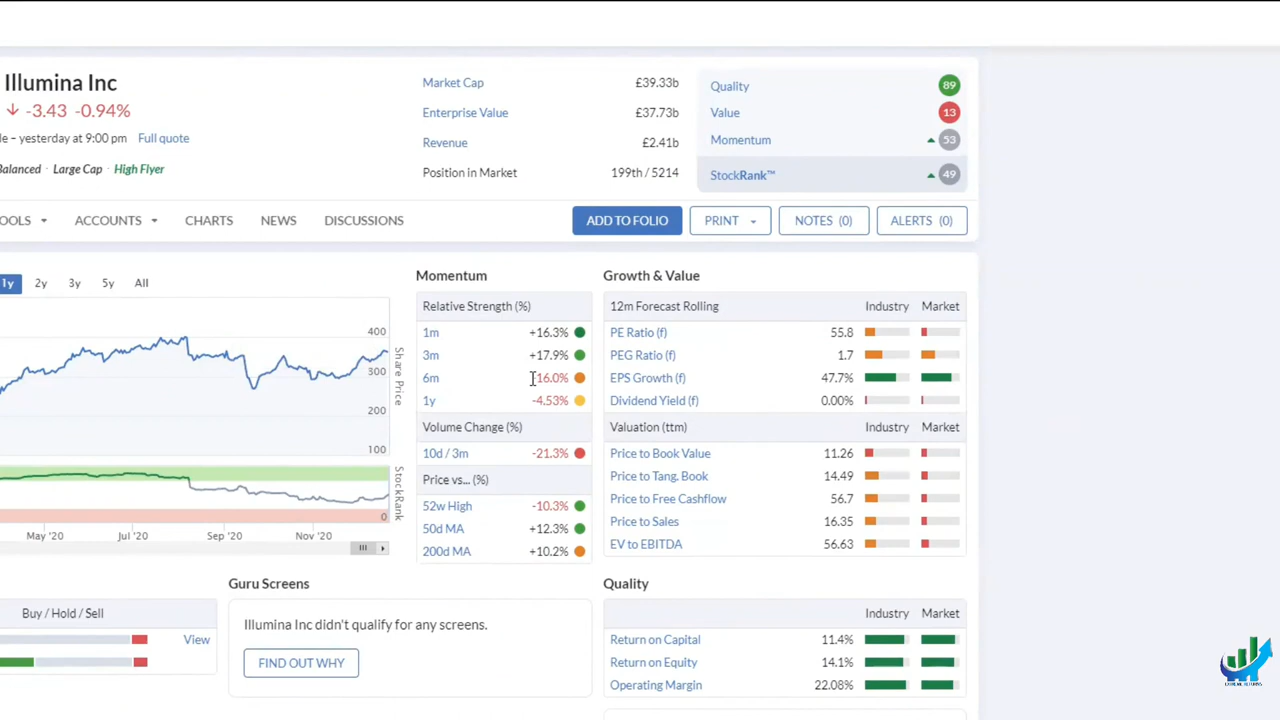 Illumina Inc
-3.43 -0.94%
le – yesterday at 9:00 pm Full quote
Balanced · Large Cap · High Flyer
Market Cap £39.33b
Enterprise Value £37.73b
Revenue £2.41b
Position in Market 199th / 5214
Quality 89
Value 13
Momentum 53
StockRank™ 49
OOLS ACCOUNTS CHARTS NEWS DISCUSSIONS
ADD TO FOLIO PRINT NOTES (0) ALERTS (0)
1y 2y 3y 5y All
400
300
200
100
Share Price
StockRank
0
May '20 Jul '20 Sep '20 Nov '20
Momentum
Relative Strength (%)
1m +16.3%
3m +17.9%
6m -16.0%
1y -4.53%
Volume Change (%)
10d / 3m -21.3%
Price vs... (%)
52w High -10.3%
50d MA +12.3%
200d MA +10.2%
Growth & Value
12m Forecast Rolling Industry Market
PE Ratio (f) 55.8
PEG Ratio (f) 1.7
EPS Growth (f) 47.7%
Dividend Yield (f) 0.00%
Valuation (ttm) Industry Market
Price to Book Value 11.26
Price to Tang. Book 14.49
Price to Free Cashflow 56.7
Price to Sales 16.35
EV to EBITDA 56.63
Buy / Hold / Sell
View
Guru Screens
Illumina Inc didn't qualify for any screens.
FIND OUT WHY
Quality
Industry Market
Return on Capital 11.4%
Return on Equity 14.1%
Operating Margin 22.08%